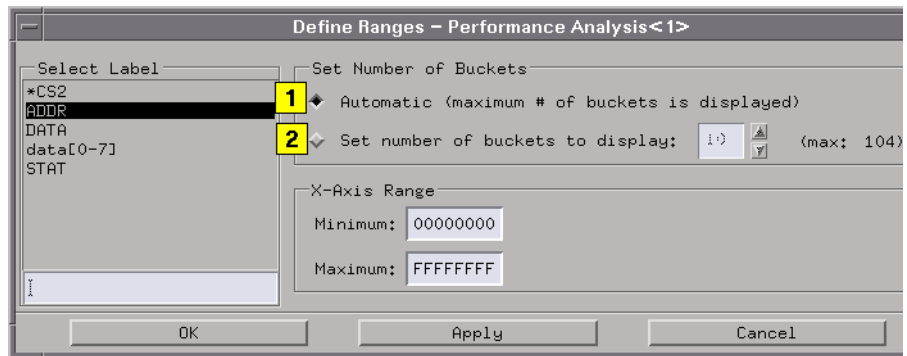 Define Ranges – Performance Analysis<1>
Select Label
*CS2
ADDR
DATA
data[0-7]
STAT
Set Number of Buckets
1 Automatic (maximum # of buckets is displayed)
2 Set number of buckets to display: (max: 104)
X-Axis Range
Minimum: 00000000
Maximum: FFFFFFFF
OK Apply Cancel